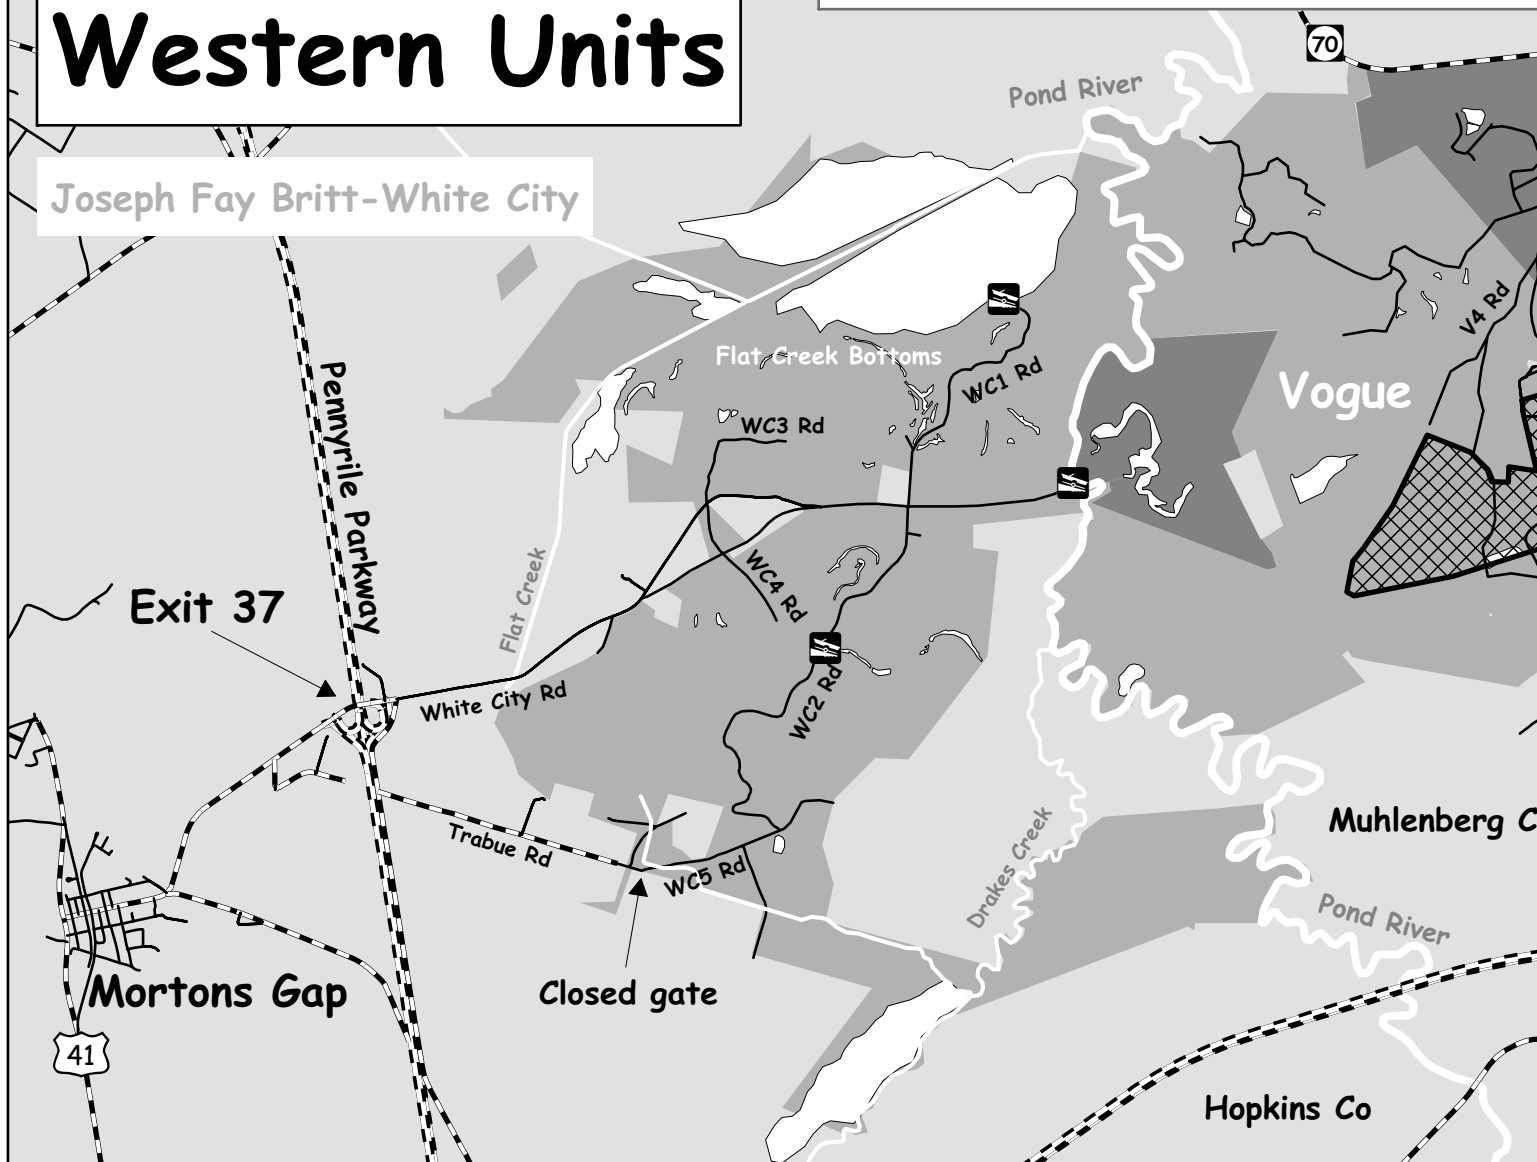 Western Units
70
Pond River
Joseph Fay Britt-White City
V4 Rd
Flat Creek Bottoms
WC1 Rd
Vogue
WC3 Rd
Pennyrile Parkway
Flat Creek
WC4 Rd
Exit 37
White City Rd
WC2 Rd
Trabue Rd
WC5 Rd
Drakes Creek
Muhlenberg C
Pond River
Mortons Gap
Closed gate
41
Hopkins Co